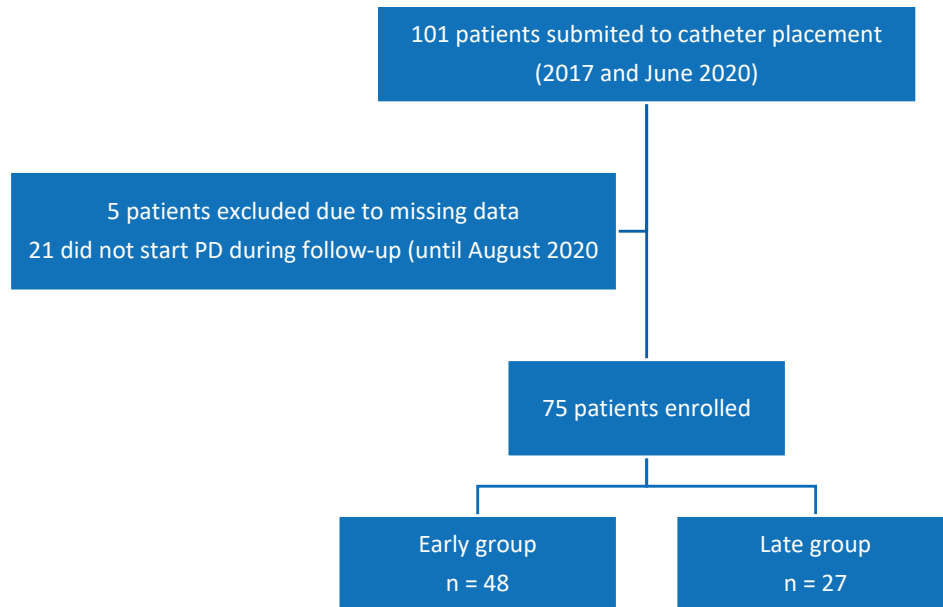 101 patients submited to catheter placement
(2017 and June 2020)
5 patients excluded due to missing data
21 did not start PD during follow-up (until August 2020
75 patients enrolled
Early group
n = 48
Late group
n = 27